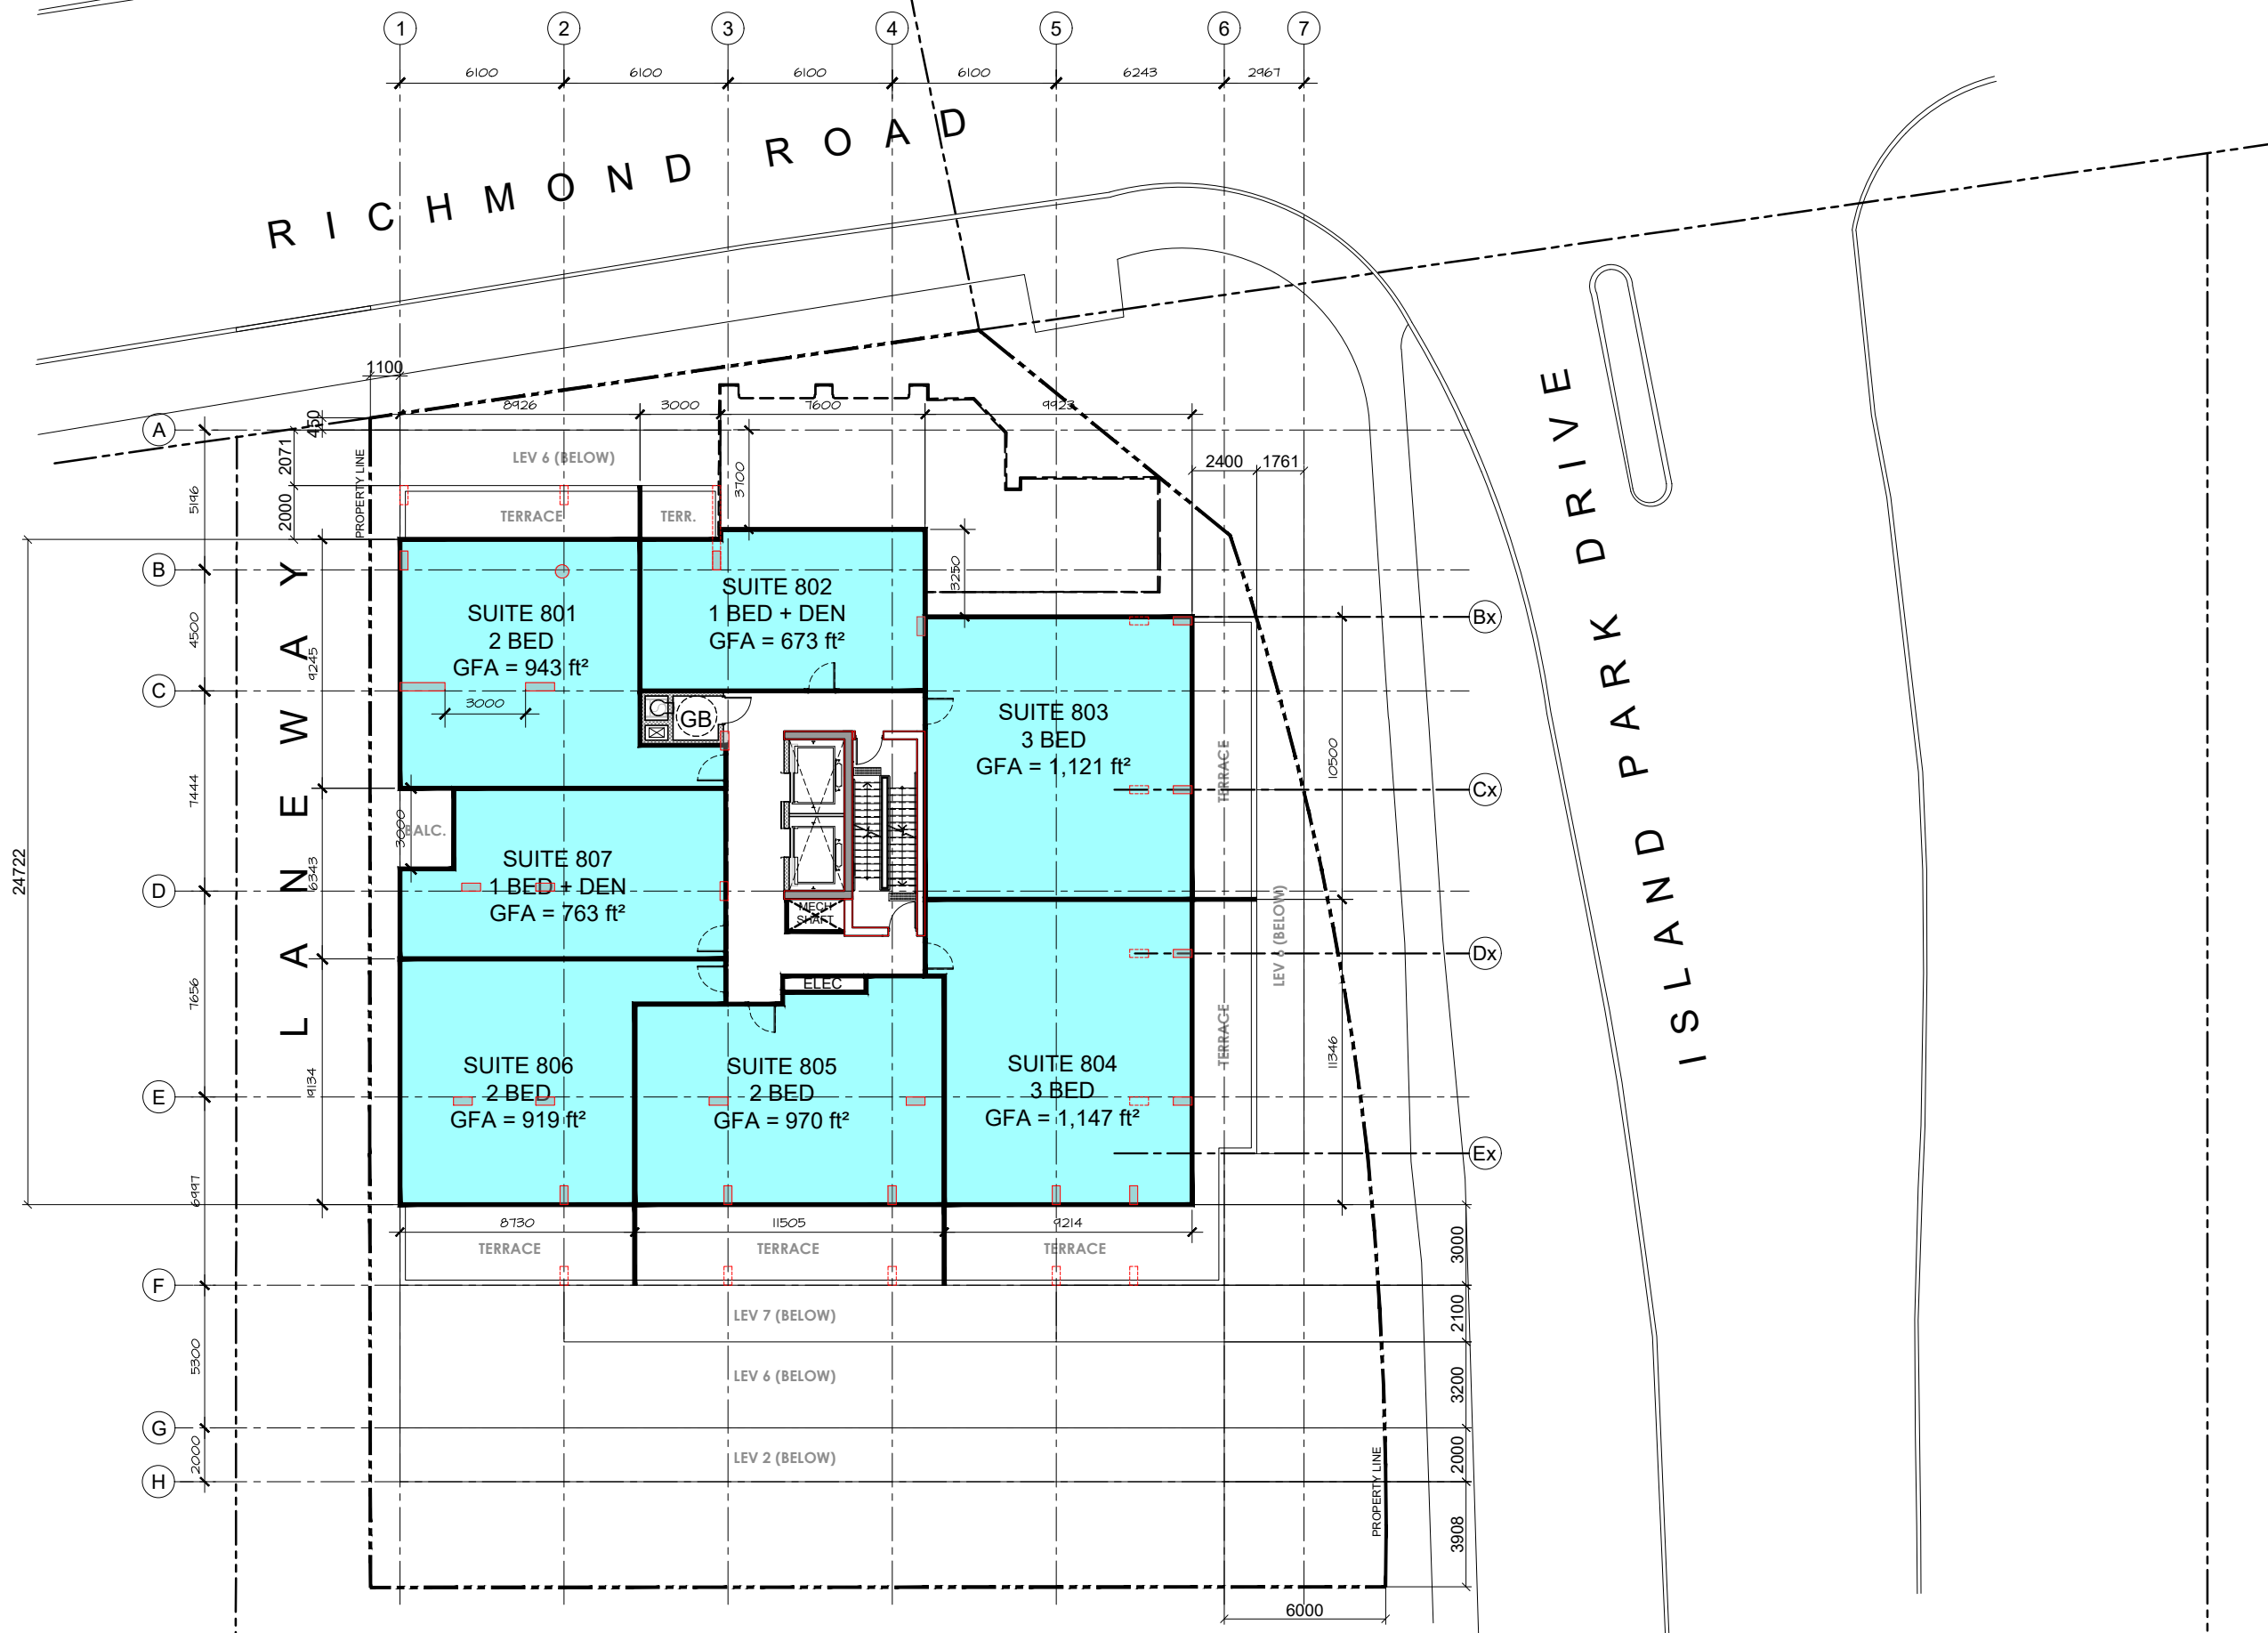 1 2 3 4 5 6 7
6100 6100 6100 6100 6243 2967
RICHMOND ROAD
ISLAND PARK DRIVE
LANEWAY
1100
450
8926 3000 7600 9923
A
2071
5196
2000
PROPERTY LINE
LEV 6 (BELOW)
3700
2400 1761
TERRACE
TERR.
B
3250
4500
9245
SUITE 801
2 BED
GFA = 943 ft²
SUITE 802
1 BED + DEN
GFA = 673 ft²
Bx
C
3000
GB
SUITE 803
3 BED
GFA = 1,121 ft²
TERRACE
10500
Cx
7444
3000
BALC.
24722
6343
SUITE 807
1 BED + DEN
GFA = 763 ft²
D
MECH
SHAFT
LEV 6 (BELOW)
Dx
ELEC
7656
TERRACE
11346
9134
SUITE 806
2 BED
GFA = 919 ft²
SUITE 805
2 BED
GFA = 970 ft²
SUITE 804
3 BED
GFA = 1,147 ft²
E
Ex
6997
8730 11505 9214
TERRACE TERRACE TERRACE
3000
F
LEV 7 (BELOW)
2100
5300
LEV 6 (BELOW)
3200
G
2000
LEV 2 (BELOW)
2000
H
PROPERTY LINE
3908
6000